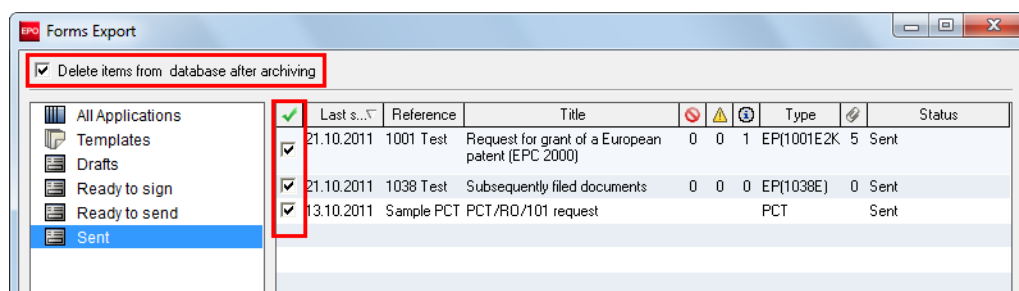 EPO Forms Export
Delete items from database after archiving
All Applications
Templates
Drafts
Ready to sign
Ready to send
Sent
Last s... Reference Title Type Status
21.10.2011 1001 Test Request for grant of a European patent (EPC 2000) 0 0 1 EP(1001E2K 5 Sent
21.10.2011 1038 Test Subsequently filed documents 0 0 0 EP(1038E) 0 Sent
13.10.2011 Sample PCT PCT/RO/101 request PCT Sent